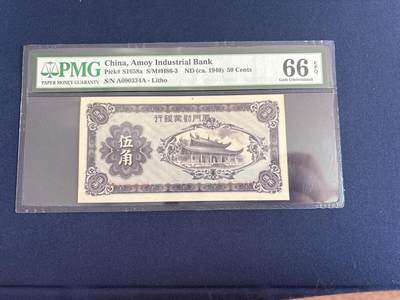 PMG
PAPER MONEY GUARANTY
China, Amoy Industrial Bank
Pick# S1658a S/M#H86-3 ND (ca. 1940) 50 Cents
S/N A090334A - Litho
66 EPQ
Gem Uncirculated
行銀業勸門厦
伍角